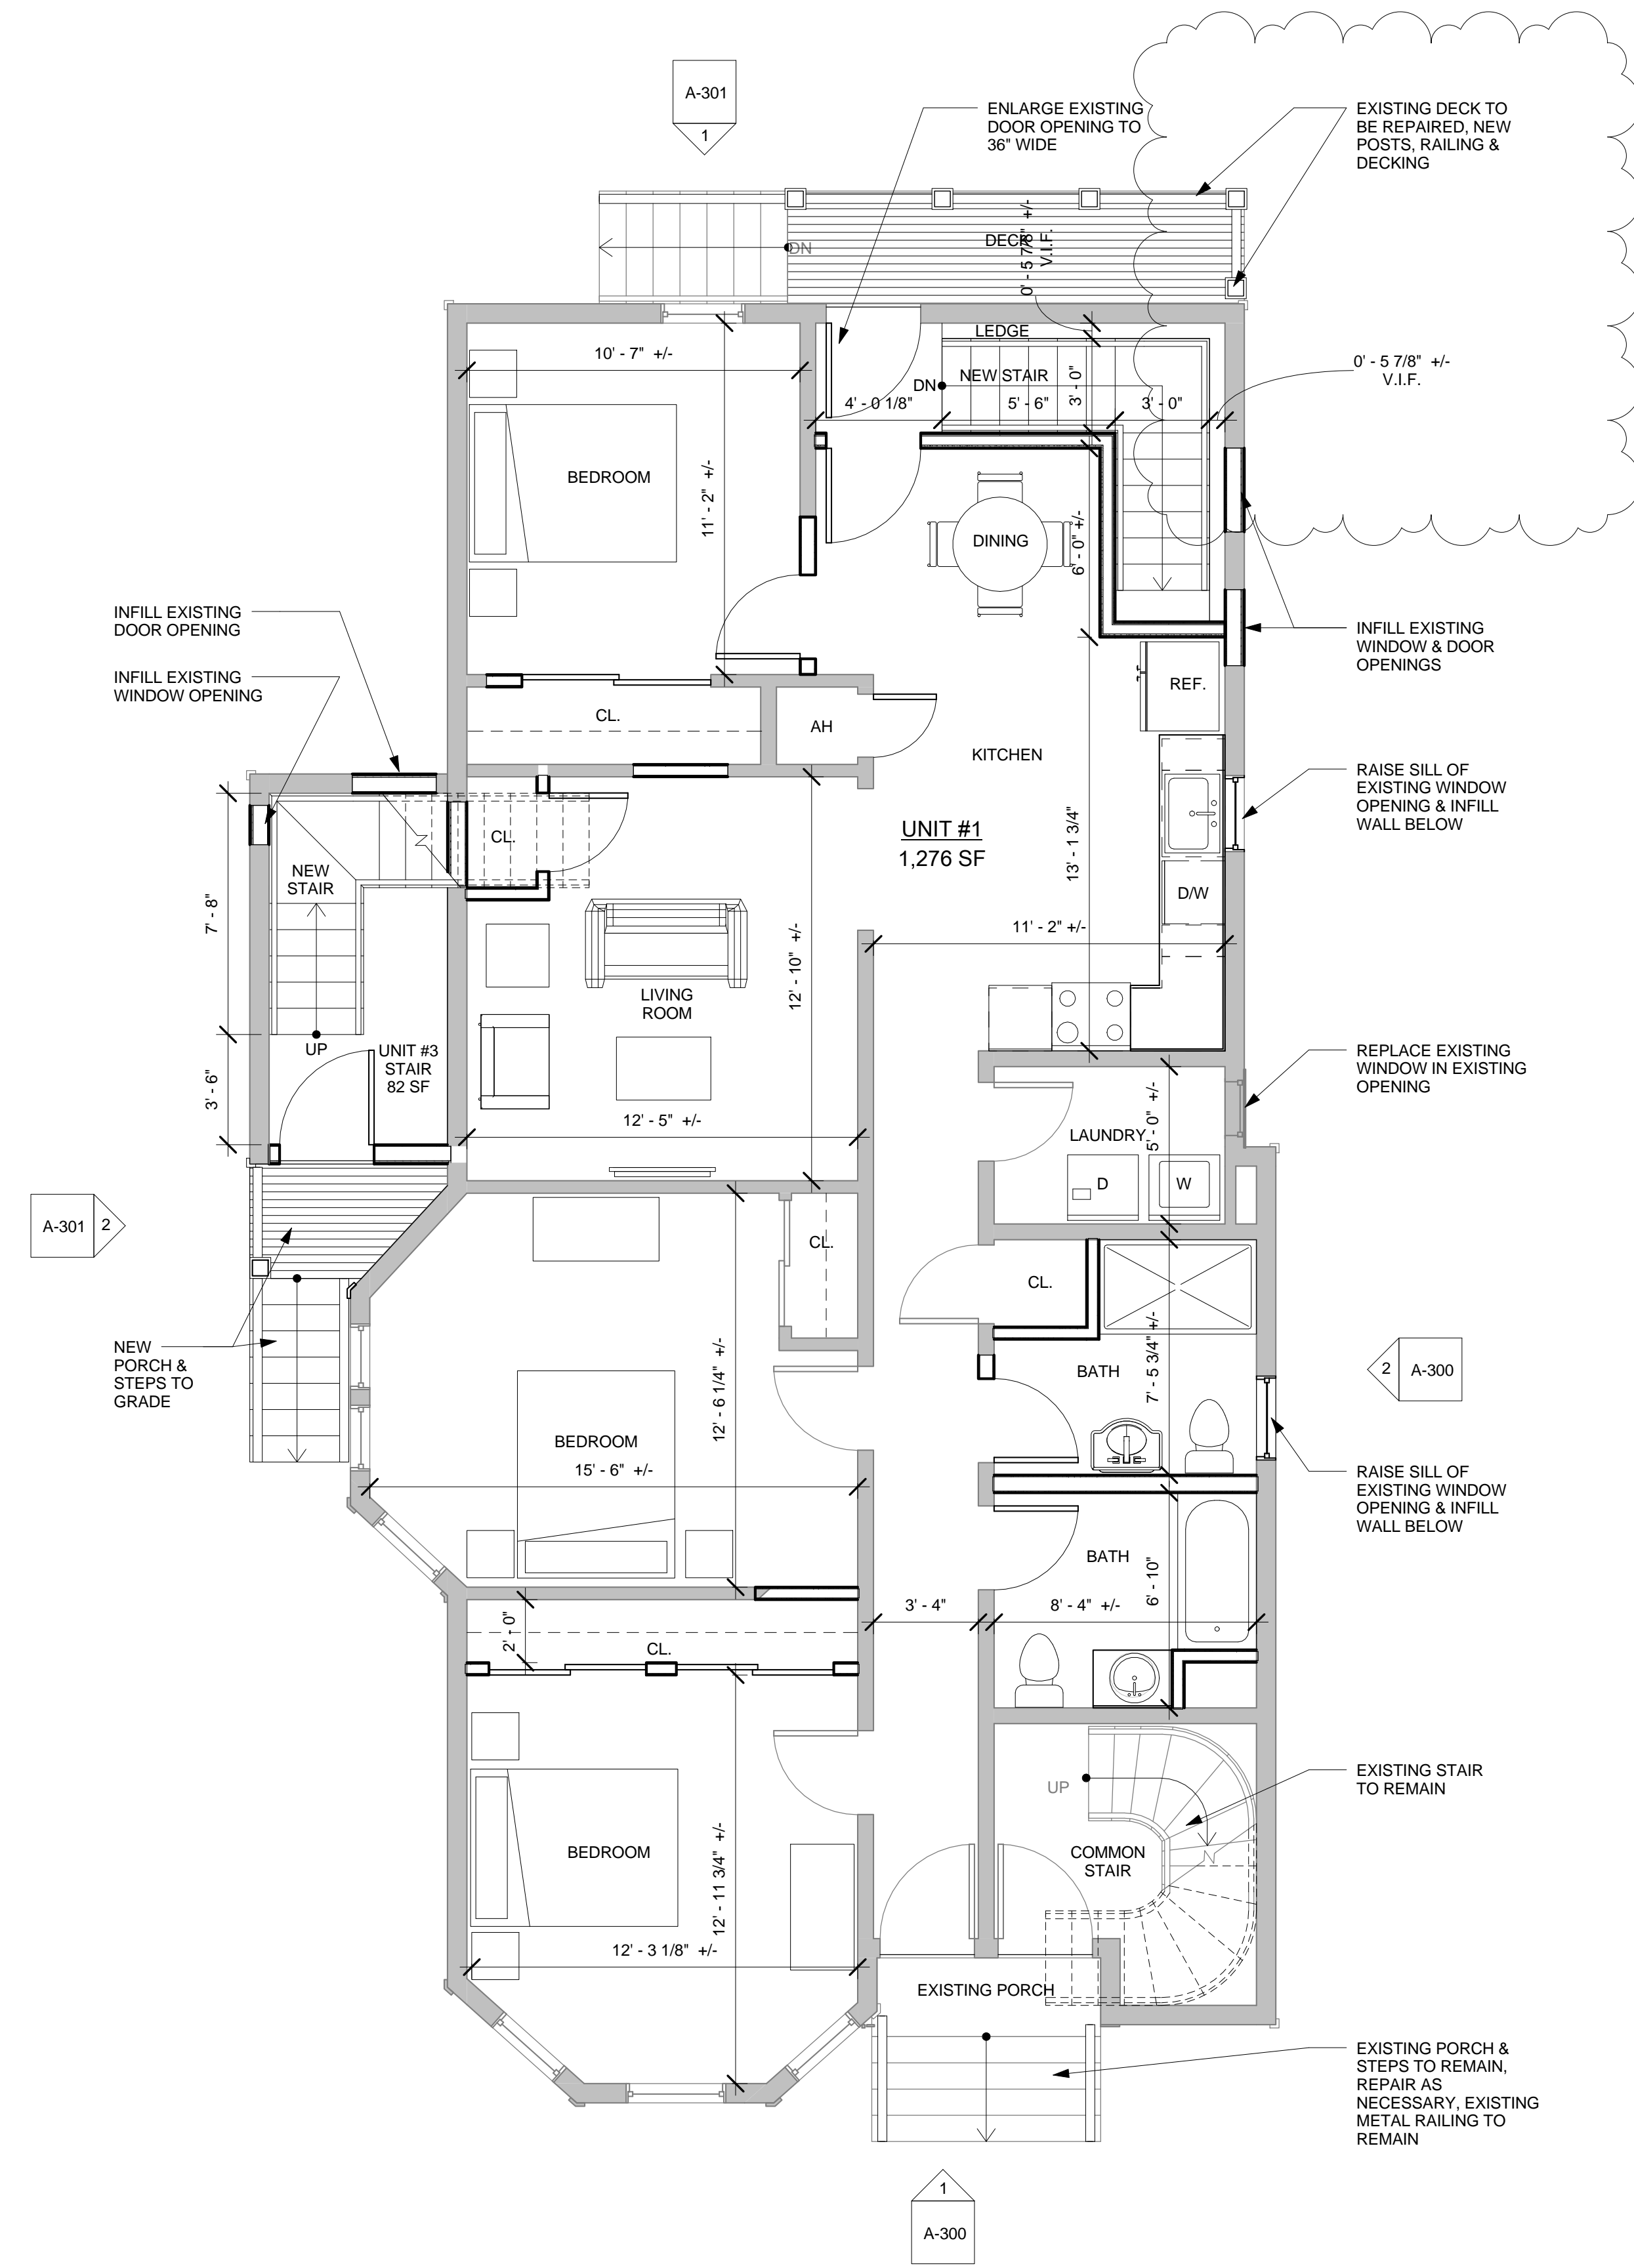 A-301
1
ENLARGE EXISTING
DOOR OPENING TO
36" WIDE
EXISTING DECK TO
BE REPAIRED, NEW
POSTS, RAILING &
DECKING
DN
DECK
0' - 5 7/8" +/-
V.I.F.
LEDGE
10' - 7" +/-
NEW STAIR
DN
3' - 0"
0' - 5 7/8" +/-
V.I.F.
4' - 0 1/8"
5' - 6"
3' - 0"
BEDROOM
11' - 2" +/-
DINING
6' - 0" +/-
INFILL EXISTING
DOOR OPENING
INFILL EXISTING
WINDOW & DOOR
OPENINGS
INFILL EXISTING
WINDOW OPENING
REF.
CL.
AH
KITCHEN
RAISE SILL OF
EXISTING WINDOW
OPENING & INFILL
WALL BELOW
CL.
UNIT #1
1,276 SF
13' - 1 3/4"
NEW
STAIR
D/W
7' - 8"
11' - 2" +/-
12' - 10" +/-
LIVING
ROOM
UP
UNIT #3
STAIR
82 SF
3' - 6"
REPLACE EXISTING
WINDOW IN EXISTING
OPENING
12' - 5" +/-
LAUNDRY
5' - 0" +/-
D
W
A-301
2
CL.
CL.
NEW
PORCH &
STEPS TO
GRADE
12' - 6 1/4" +/-
BATH
7' - 5 3/4" +/-
2
A-300
BEDROOM
15' - 6" +/-
RAISE SILL OF
EXISTING WINDOW
OPENING & INFILL
WALL BELOW
BATH
6' - 10"
2' - 0"
CL.
3' - 4"
8' - 4" +/-
EXISTING STAIR
TO REMAIN
UP
BEDROOM
12' - 11 3/4" +/-
COMMON
STAIR
12' - 3 1/8" +/-
EXISTING PORCH
EXISTING PORCH &
STEPS TO REMAIN,
REPAIR AS
NECESSARY, EXISTING
METAL RAILING TO
REMAIN
1
A-300